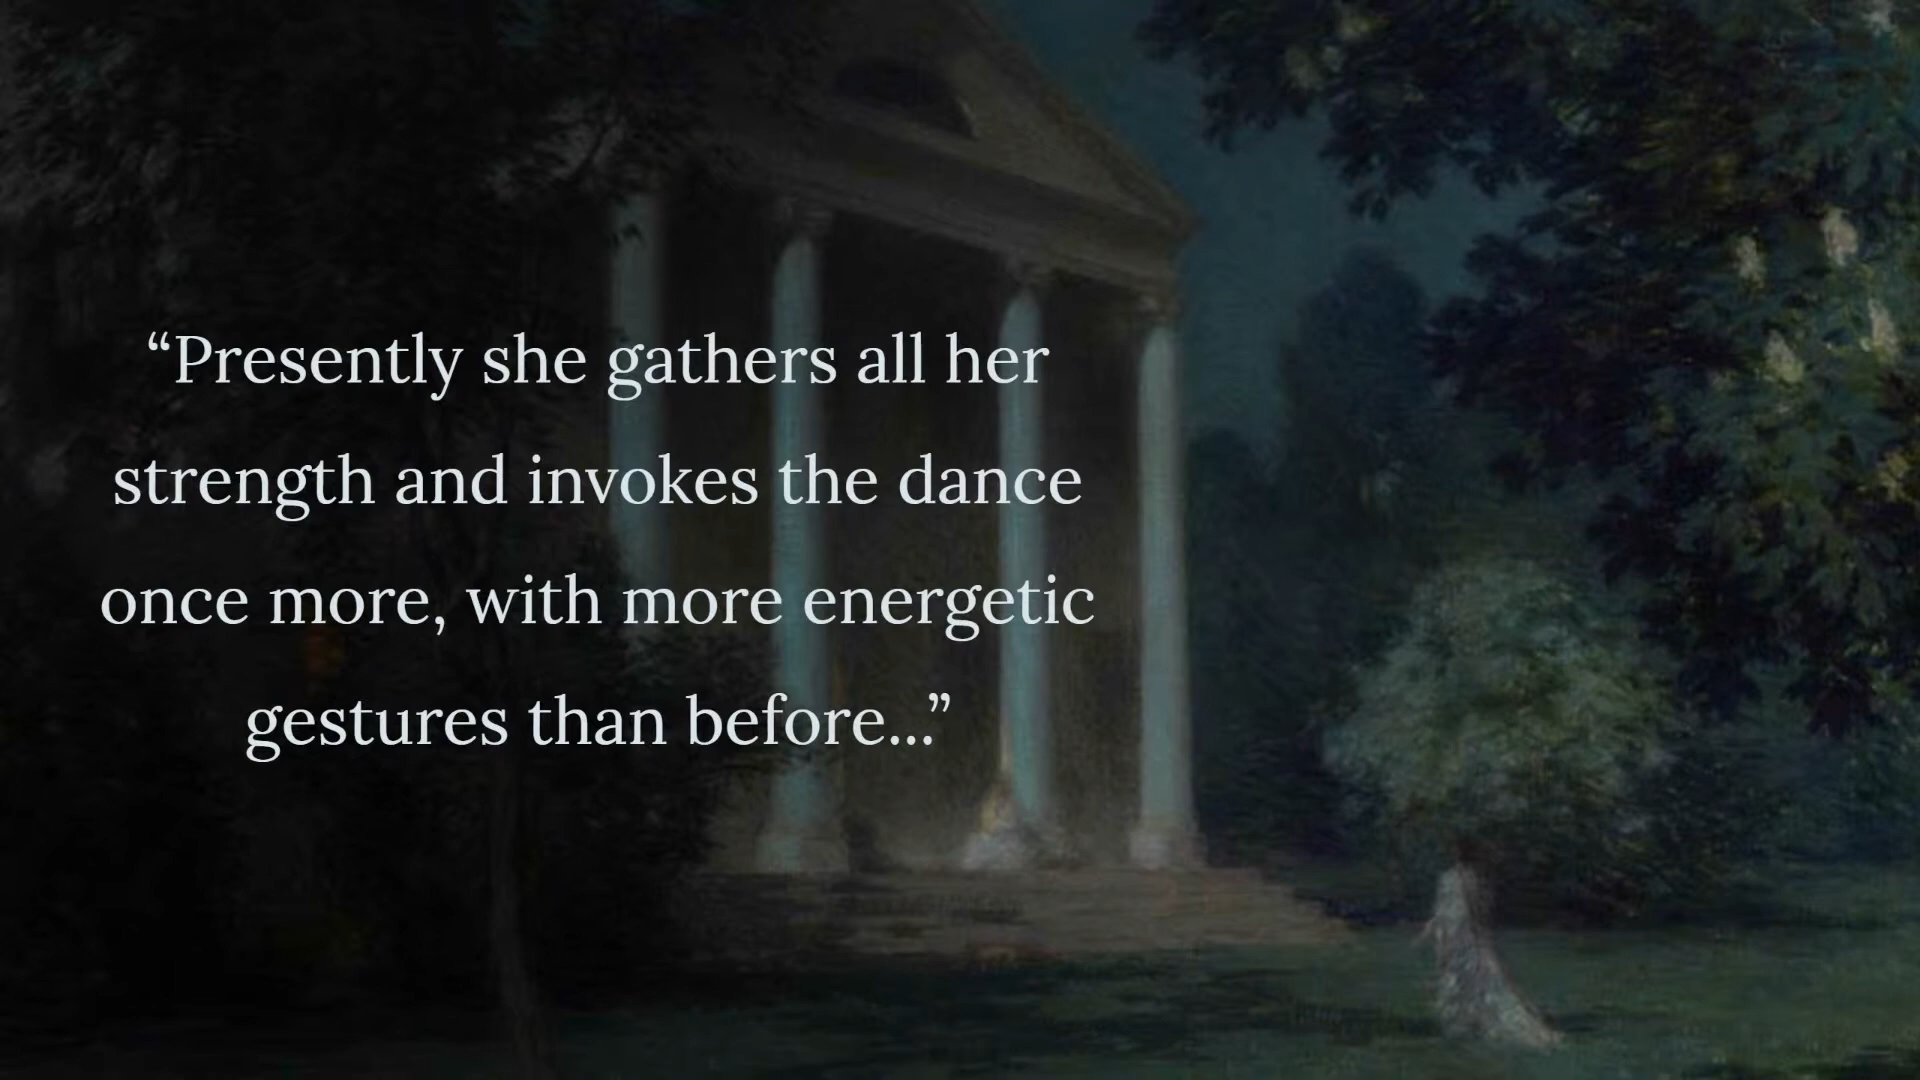 “Presently she gathers all her
strength and invokes the dance
once more, with more energetic
gestures than before...”